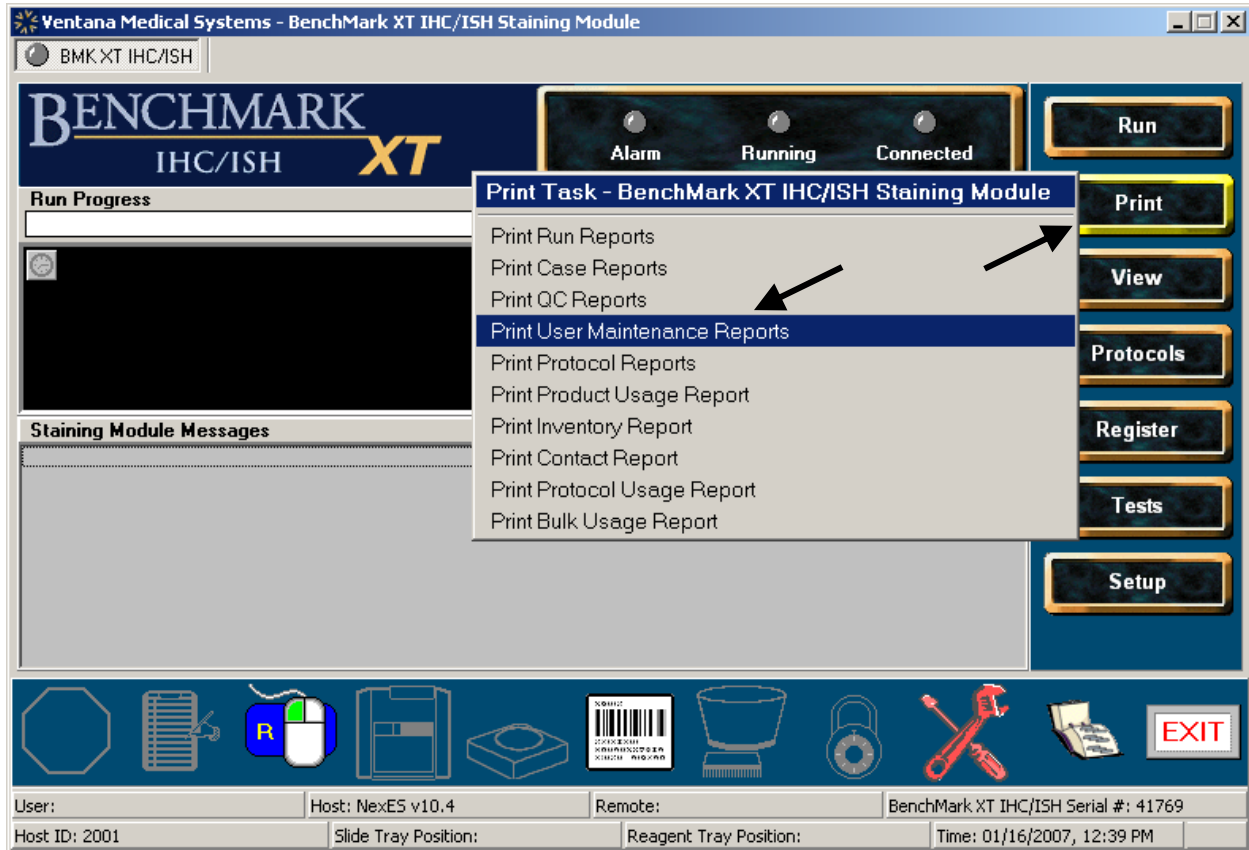 Ventana Medical Systems - BenchMark XT IHC/ISH Staining Module
BMK XT IHC/ISH
BENCHMARK
IHC/ISH XT
Alarm Running Connected
Run
Print
View
Protocols
Register
Tests
Setup
Run Progress
Print Task - BenchMark XT IHC/ISH Staining Module
Print Run Reports
Print Case Reports
Print QC Reports
Print User Maintenance Reports
Print Protocol Reports
Print Product Usage Report
Print Inventory Report
Print Contact Report
Print Protocol Usage Report
Print Bulk Usage Report
Staining Module Messages
R
EXIT
User: Host: NexES v10.4 Remote: BenchMark XT IHC/ISH Serial #: 41769
Host ID: 2001 Slide Tray Position: Reagent Tray Position: Time: 01/16/2007, 12:39 PM